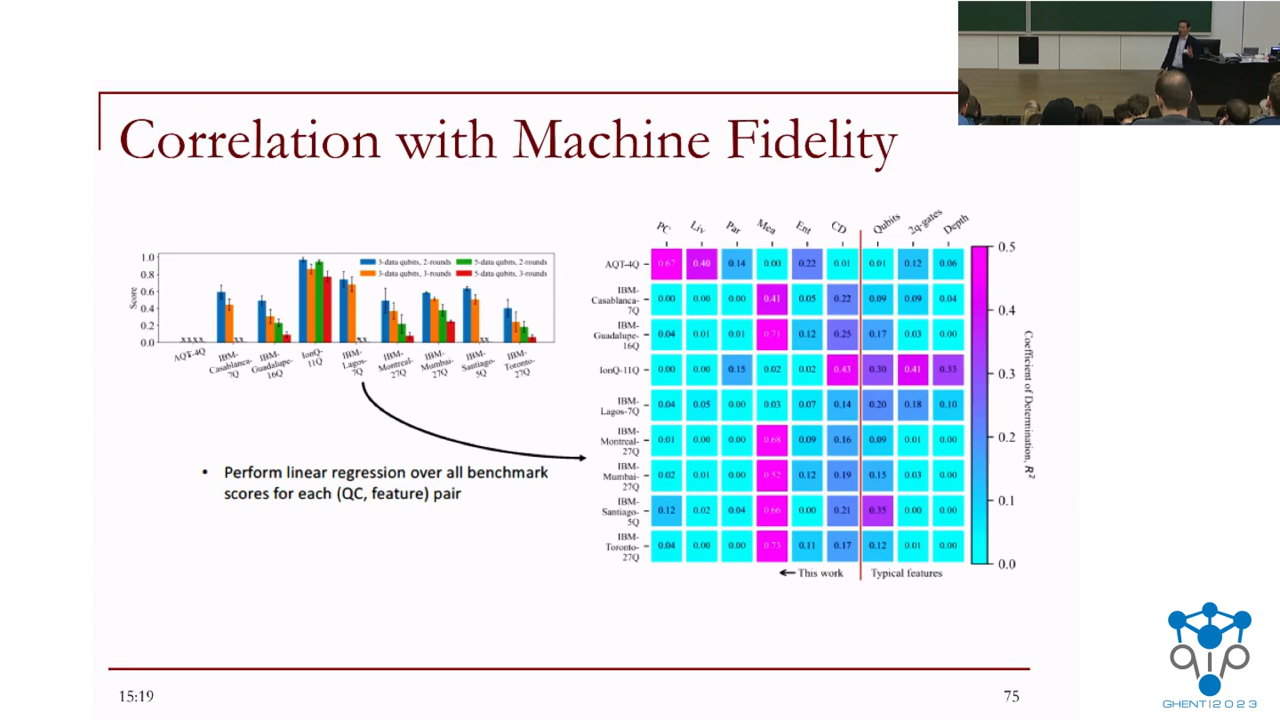 Correlation with Machine Fidelity
1.0
0.8
0.6
0.4
0.2
0.0
Score
3-data qubits, 2-rounds
3-data qubits, 3-rounds
5-data qubits, 2-rounds
5-data qubits, 3-rounds
x x x x
x x
x x
x x
AQT-4Q
IBM-
Casablanca-
7Q
IBM-
Guadalupe-
16Q
IonQ-
11Q
IBM-
Lagos-
7Q
IBM-
Montreal-
27Q
IBM-
Mumbai-
27Q
IBM-
Santiago-
5Q
IBM-
Toronto-
27Q
• Perform linear regression over all benchmark
scores for each (QC, feature) pair
PC Liv Par Mea Ent CD Qubits 2q-gates Depth
AQT-4Q 0.67 0.40 0.14 0.00 0.22 0.01 0.01 0.12 0.06
IBM-
Casablanca-
7Q
0.00 0.00 0.00 0.41 0.05 0.22 0.09 0.09 0.04
IBM-
Guadalupe-
16Q
0.04 0.01 0.01 0.71 0.12 0.25 0.17 0.03 0.00
IonQ-11Q 0.00 0.00 0.15 0.02 0.02 0.43 0.30 0.41 0.33
IBM-
Lagos-7Q
0.04 0.05 0.00 0.03 0.07 0.14 0.20 0.18 0.10
IBM-
Montreal-
27Q
0.01 0.00 0.00 0.68 0.09 0.16 0.09 0.01 0.00
IBM-
Mumbai-
27Q
0.02 0.01 0.00 0.52 0.12 0.19 0.15 0.03 0.00
IBM-
Santiago-
5Q
0.12 0.02 0.04 0.66 0.00 0.21 0.35 0.00 0.00
IBM-
Toronto-
27Q
0.04 0.00 0.00 0.73 0.11 0.17 0.12 0.01 0.00
← This work
Typical features
0.5
0.4
0.3
0.2
0.1
0.0
Coefficient of Determination, R²
15:19
75
qip
GHENT|2023